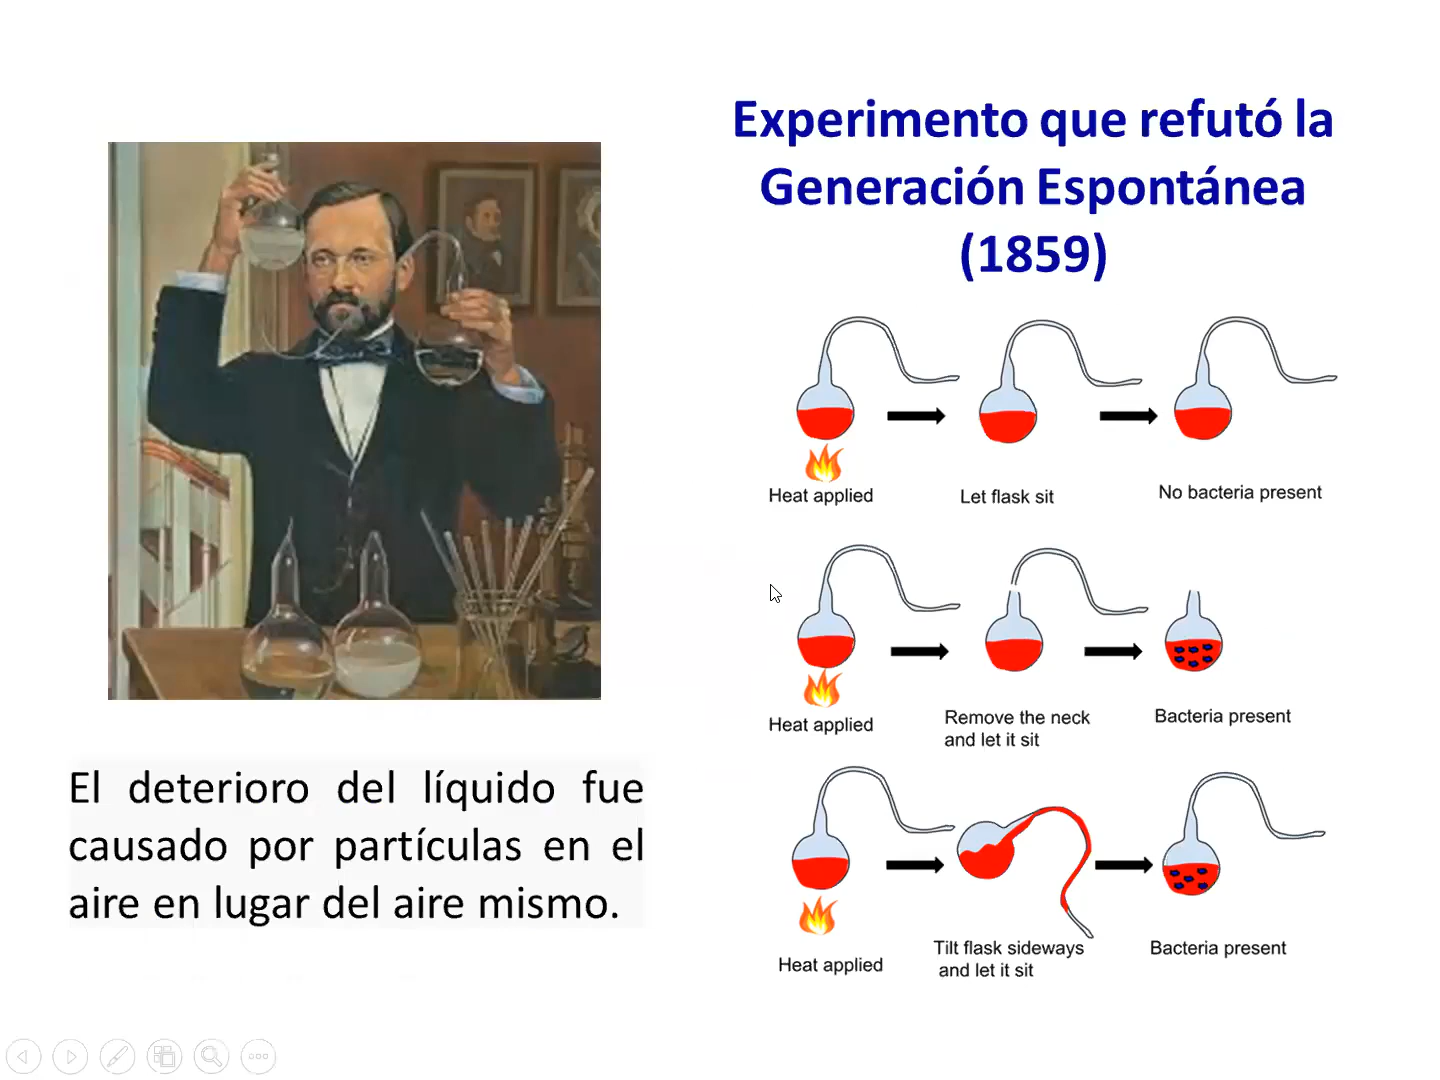 Experimento que refutó la
Generación Espontánea
(1859)
Heat applied
Let flask sit
No bacteria present
Heat applied
Remove the neck
and let it sit
Bacteria present
Heat applied
Tilt flask sideways
and let it sit
Bacteria present
El deterioro del líquido fue
causado por partículas en el
aire en lugar del aire mismo.